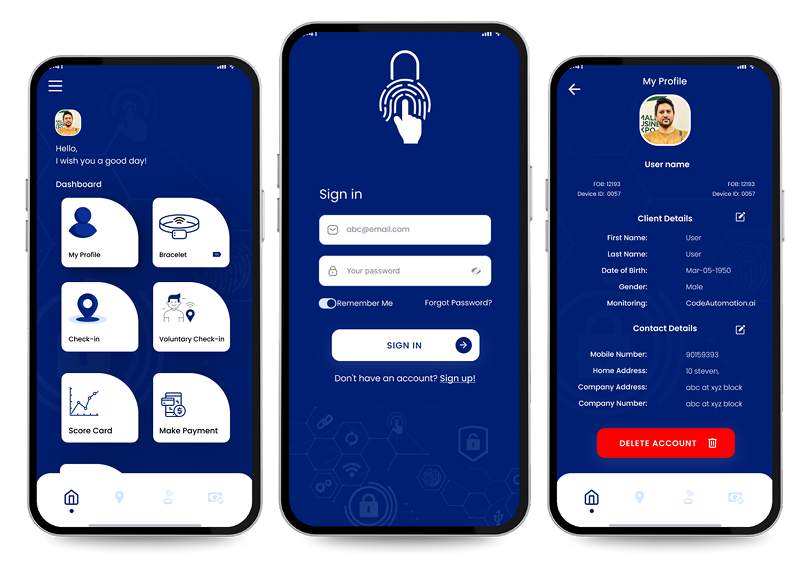 Hello,
I wish you a good day!
Dashboard
My Profile
Bracelet
Check-in
Voluntary Check-in
Score Card
Make Payment
Sign in
abc@email.com
Your password
Remember Me
Forgot Password?
SIGN IN
Don't have an account? Sign up!
My Profile
User name
FOB: 12193
FOB: 12193
Device ID: 0057
Device ID: 0057
Client Details
First Name: User
Last Name: User
Date of Birth: Mar-05-1950
Gender: Male
Monitoring: CodeAutomation.ai
Contact Details
Mobile Number: 90159393
Home Address: 10 steven,
Company Address: abc at xyz block
Company Number: abc at xyz block
DELETE ACCOUNT